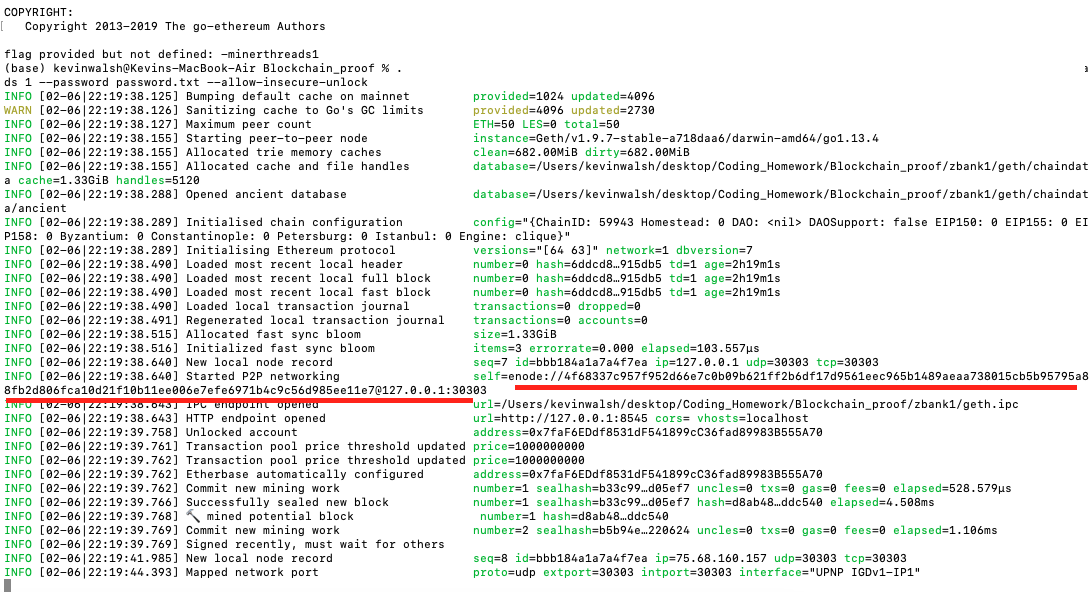 COPYRIGHT:
Copyright 2013-2019 The go-ethereum Authors
flag provided but not defined: -minerthreads1
(base) kevinwalsh@Kevins-MacBook-Air Blockchain_proof % . a
ds 1 --password password.txt --allow-insecure-unlock
INFO [02-06|22:19:38.125] Bumping default cache on mainnet provided=1024 updated=4096
WARN [02-06|22:19:38.126] Sanitizing cache to Go's GC limits provided=4096 updated=2730
INFO [02-06|22:19:38.127] Maximum peer count ETH=50 LES=0 total=50
INFO [02-06|22:19:38.155] Starting peer-to-peer node instance=Geth/v1.9.7-stable-a718daa6/darwin-amd64/go1.13.4
INFO [02-06|22:19:38.155] Allocated trie memory caches clean=682.00MiB dirty=682.00MiB
INFO [02-06|22:19:38.155] Allocated cache and file handles database=/Users/kevinwalsh/desktop/Coding_Homework/Blockchain_proof/zbank1/geth/chaindat
a cache=1.33GiB handles=5120
INFO [02-06|22:19:38.288] Opened ancient database database=/Users/kevinwalsh/desktop/Coding_Homework/Blockchain_proof/zbank1/geth/chaindat
a/ancient
INFO [02-06|22:19:38.289] Initialised chain configuration config="{ChainID: 59943 Homestead: 0 DAO: <nil> DAOSupport: false EIP150: 0 EIP155: 0 EI
P158: 0 Byzantium: 0 Constantinople: 0 Petersburg: 0 Istanbul: 0 Engine: clique}"
INFO [02-06|22:19:38.289] Initialising Ethereum protocol versions="[64 63]" network=1 dbversion=7
INFO [02-06|22:19:38.490] Loaded most recent local header number=0 hash=6ddcd8…915db5 td=1 age=2h19m1s
INFO [02-06|22:19:38.490] Loaded most recent local full block number=0 hash=6ddcd8…915db5 td=1 age=2h19m1s
INFO [02-06|22:19:38.490] Loaded most recent local fast block number=0 hash=6ddcd8…915db5 td=1 age=2h19m1s
INFO [02-06|22:19:38.490] Loaded local transaction journal transactions=0 dropped=0
INFO [02-06|22:19:38.491] Regenerated local transaction journal transactions=0 accounts=0
INFO [02-06|22:19:38.515] Allocated fast sync bloom size=1.33GiB
INFO [02-06|22:19:38.516] Initialized fast sync bloom items=3 errorrate=0.000 elapsed=103.557µs
INFO [02-06|22:19:38.640] New local node record seq=7 id=bbb184a1a7a4f7ea ip=127.0.0.1 udp=30303 tcp=30303
INFO [02-06|22:19:38.640] Started P2P networking self=enode://4f68337c957f952d66e7c0b09b621ff2b6df17d9561eec965b1489aeaa738015cb5b95795a8
8fb2d806fca10d21f10b11ee006e7efe6971b4c9c56d985ee11e7@127.0.0.1:30303
INFO [02-06|22:19:38.643] IPC endpoint opened url=/Users/kevinwalsh/desktop/Coding_Homework/Blockchain_proof/zbank1/geth.ipc
INFO [02-06|22:19:38.643] HTTP endpoint opened url=http://127.0.0.1:8545 cors= vhosts=localhost
INFO [02-06|22:19:39.758] Unlocked account address=0x7faF6EDdf8531dF541899cC36fad89983B555A70
INFO [02-06|22:19:39.761] Transaction pool price threshold updated price=1000000000
INFO [02-06|22:19:39.762] Transaction pool price threshold updated price=1000000000
INFO [02-06|22:19:39.762] Etherbase automatically configured address=0x7faF6EDdf8531dF541899cC36fad89983B555A70
INFO [02-06|22:19:39.762] Commit new mining work number=1 sealhash=b33c99…d05ef7 uncles=0 txs=0 gas=0 fees=0 elapsed=528.579µs
INFO [02-06|22:19:39.766] Successfully sealed new block number=1 sealhash=b33c99…d05ef7 hash=d8ab48…ddc540 elapsed=4.508ms
INFO [02-06|22:19:39.768] 🔨 mined potential block number=1 hash=d8ab48…ddc540
INFO [02-06|22:19:39.769] Commit new mining work number=2 sealhash=b5b94e…220624 uncles=0 txs=0 gas=0 fees=0 elapsed=1.106ms
INFO [02-06|22:19:39.769] Signed recently, must wait for others
INFO [02-06|22:19:41.985] New local node record seq=8 id=bbb184a1a7a4f7ea ip=75.68.160.157 udp=30303 tcp=30303
INFO [02-06|22:19:44.393] Mapped network port proto=udp extport=30303 intport=30303 interface="UPNP IGDv1-IP1"